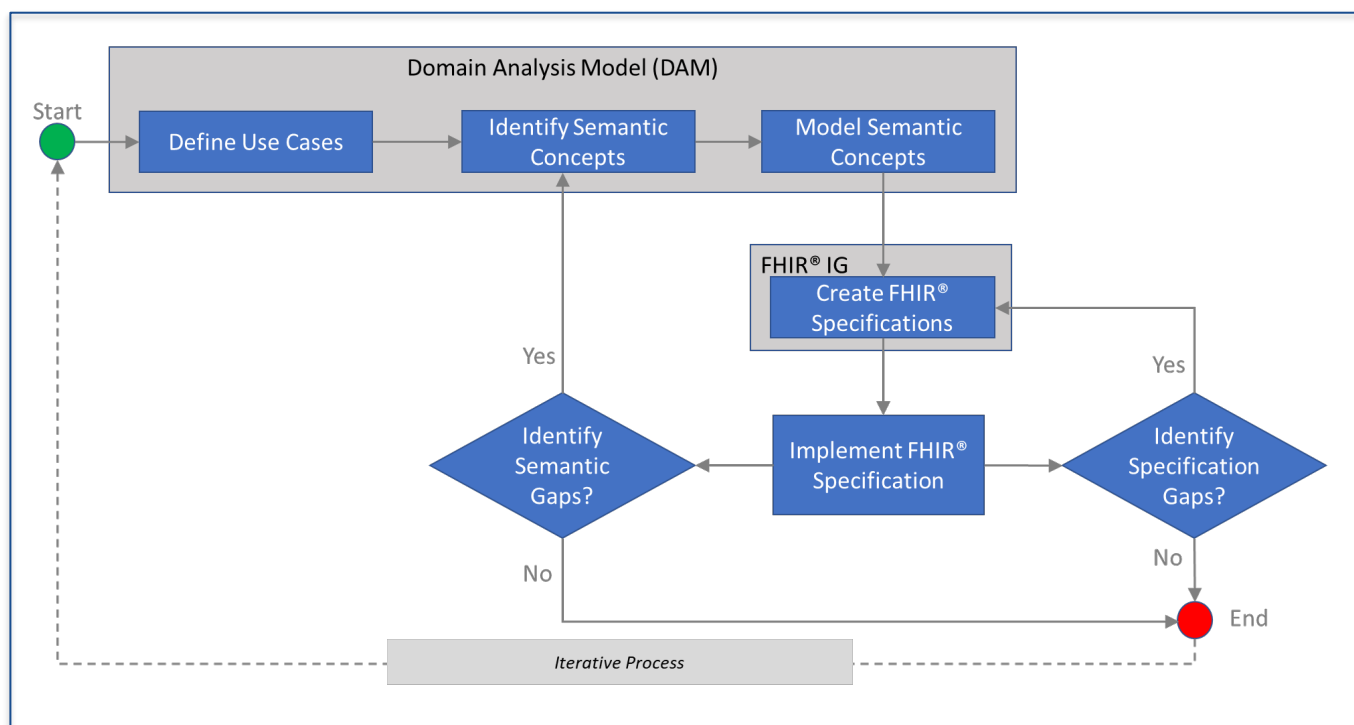 Domain Analysis Model (DAM)
Start
Define Use Cases
Identify Semantic
Concepts
Model Semantic
Concepts
FHIR® IG
Create FHIR®
Specifications
Yes
Yes
Identify
Semantic
Gaps?
Implement FHIR®
Specification
Identify
Specification
Gaps?
No
No
End
Iterative Process